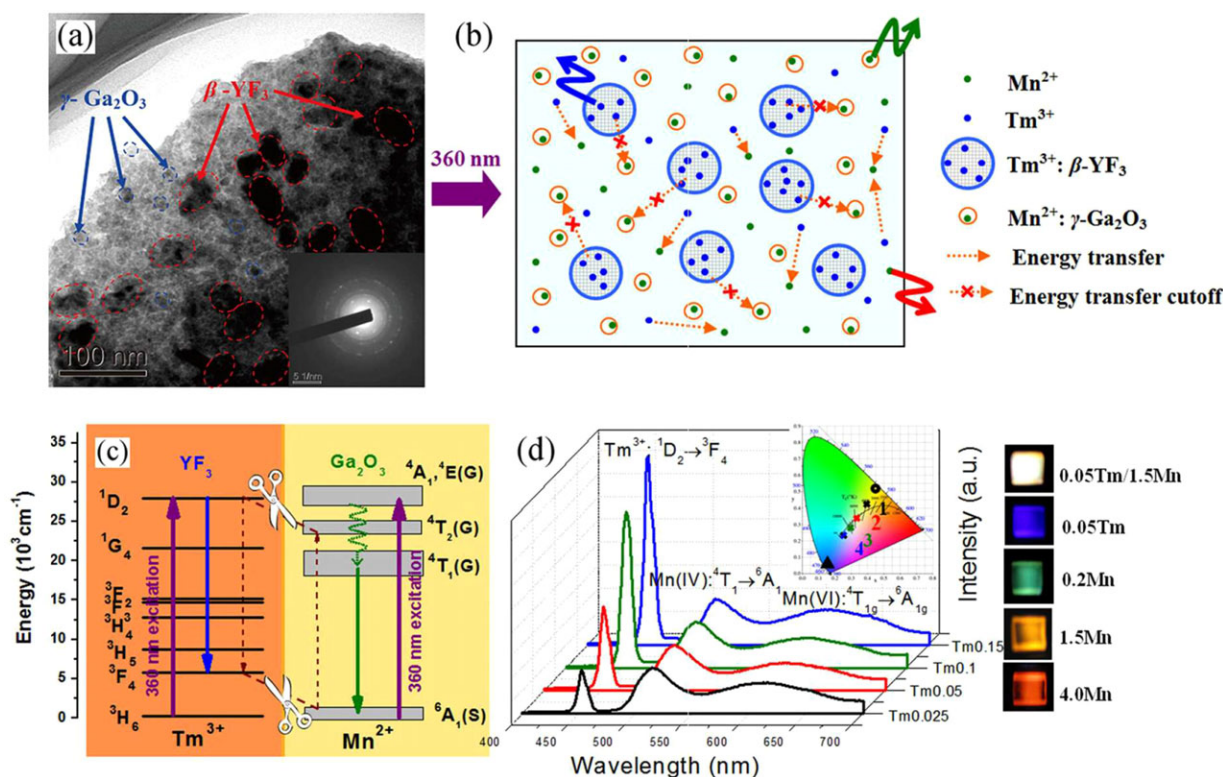 (a)
γ- Ga₂O₃
β -YF₃
100 nm
5 1/nm
360 nm
(b)
Mn²⁺
Tm³⁺
Tm³⁺: β-YF₃
Mn²⁺: γ-Ga₂O₃
Energy transfer
Energy transfer cutoff
(c)
Energy (10³cm⁻¹)
35
30
25
20
15
10
5
0
YF₃
Ga₂O₃
¹D₂
¹G₄
³F₃
³F₂
³H₄
³H₅
³F₄
³H₆
360 nm excitation
Tm³⁺
⁴A₁,⁴E(G)
⁴T₂(G)
⁴T₁(G)
⁶A₁(S)
360 nm excitation
Mn²⁺
(d)
Tm³⁺: ¹D₂→³F₄
Mn(IV):⁴T₁→⁶A₁
Mn(VI):⁴T₁g→⁶A₁g
1
2
3
4
Tm0.15
Tm0.1
Tm0.05
Tm0.025
400 450 500 550 600 650 700
Wavelength (nm)
Intensity (a.u.)
0.05Tm/1.5Mn
0.05Tm
0.2Mn
1.5Mn
4.0Mn